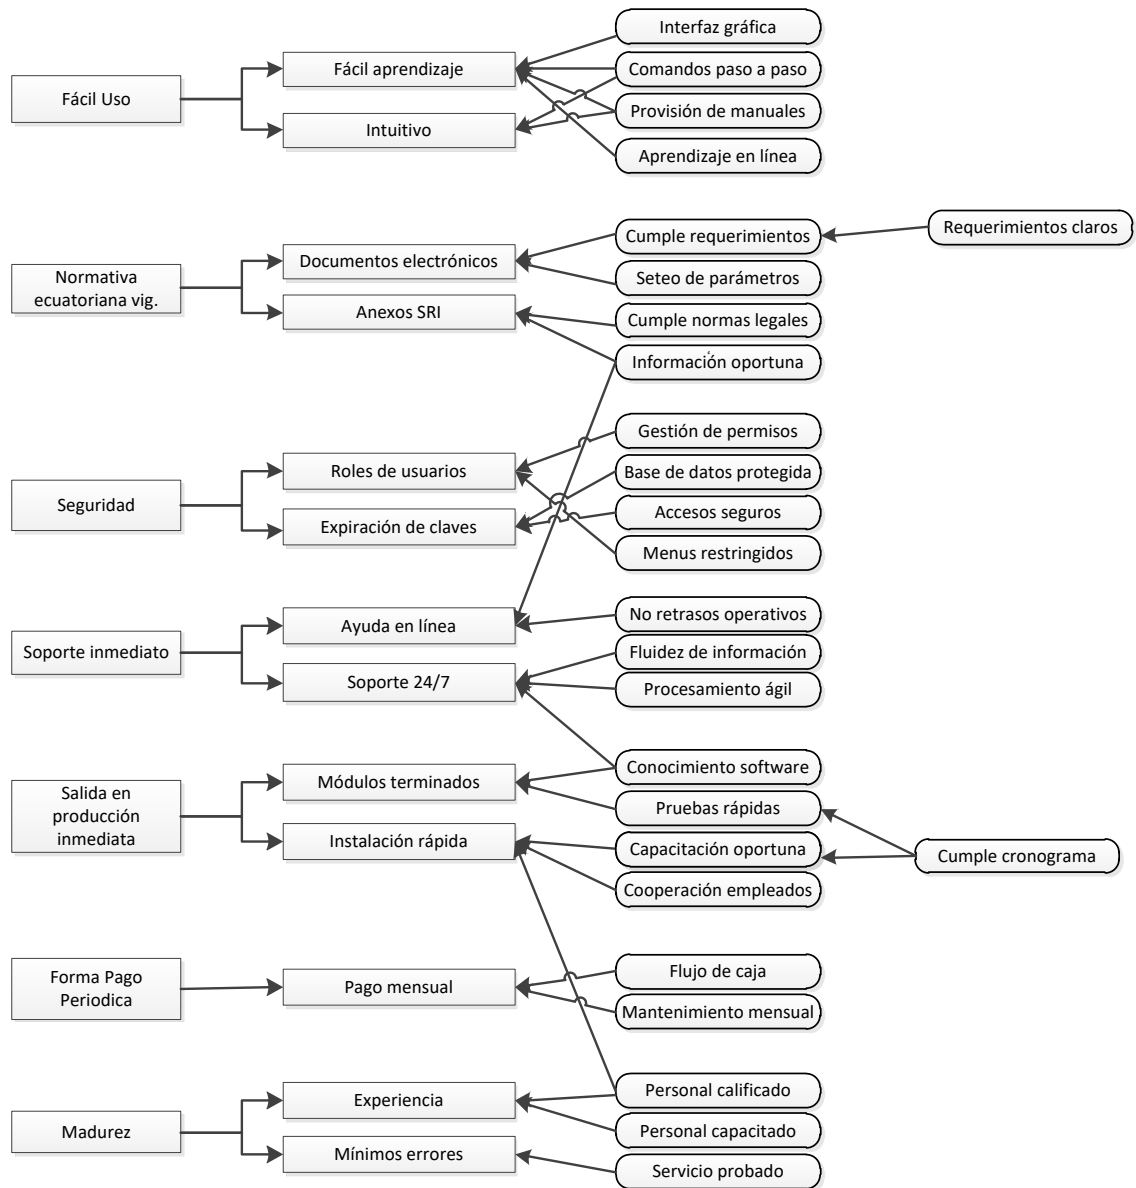 Fácil Uso
Fácil aprendizaje
Intuitivo
Interfaz gráfica
Comandos paso a paso
Provisión de manuales
Aprendizaje en línea
Normativa
ecuatoriana vig.
Documentos electrónicos
Anexos SRI
Cumple requerimientos
Seteo de parámetros
Cumple normas legales
Información oportuna
Requerimientos claros
Seguridad
Roles de usuarios
Expiración de claves
Gestión de permisos
Base de datos protegida
Accesos seguros
Menus restringidos
Soporte inmediato
Ayuda en línea
Soporte 24/7
No retrasos operativos
Fluidez de información
Procesamiento ágil
Salida en
producción
inmediata
Módulos terminados
Instalación rápida
Conocimiento software
Pruebas rápidas
Capacitación oportuna
Cooperación empleados
Cumple cronograma
Forma Pago
Periodica
Pago mensual
Flujo de caja
Mantenimiento mensual
Madurez
Experiencia
Mínimos errores
Personal calificado
Personal capacitado
Servicio probado